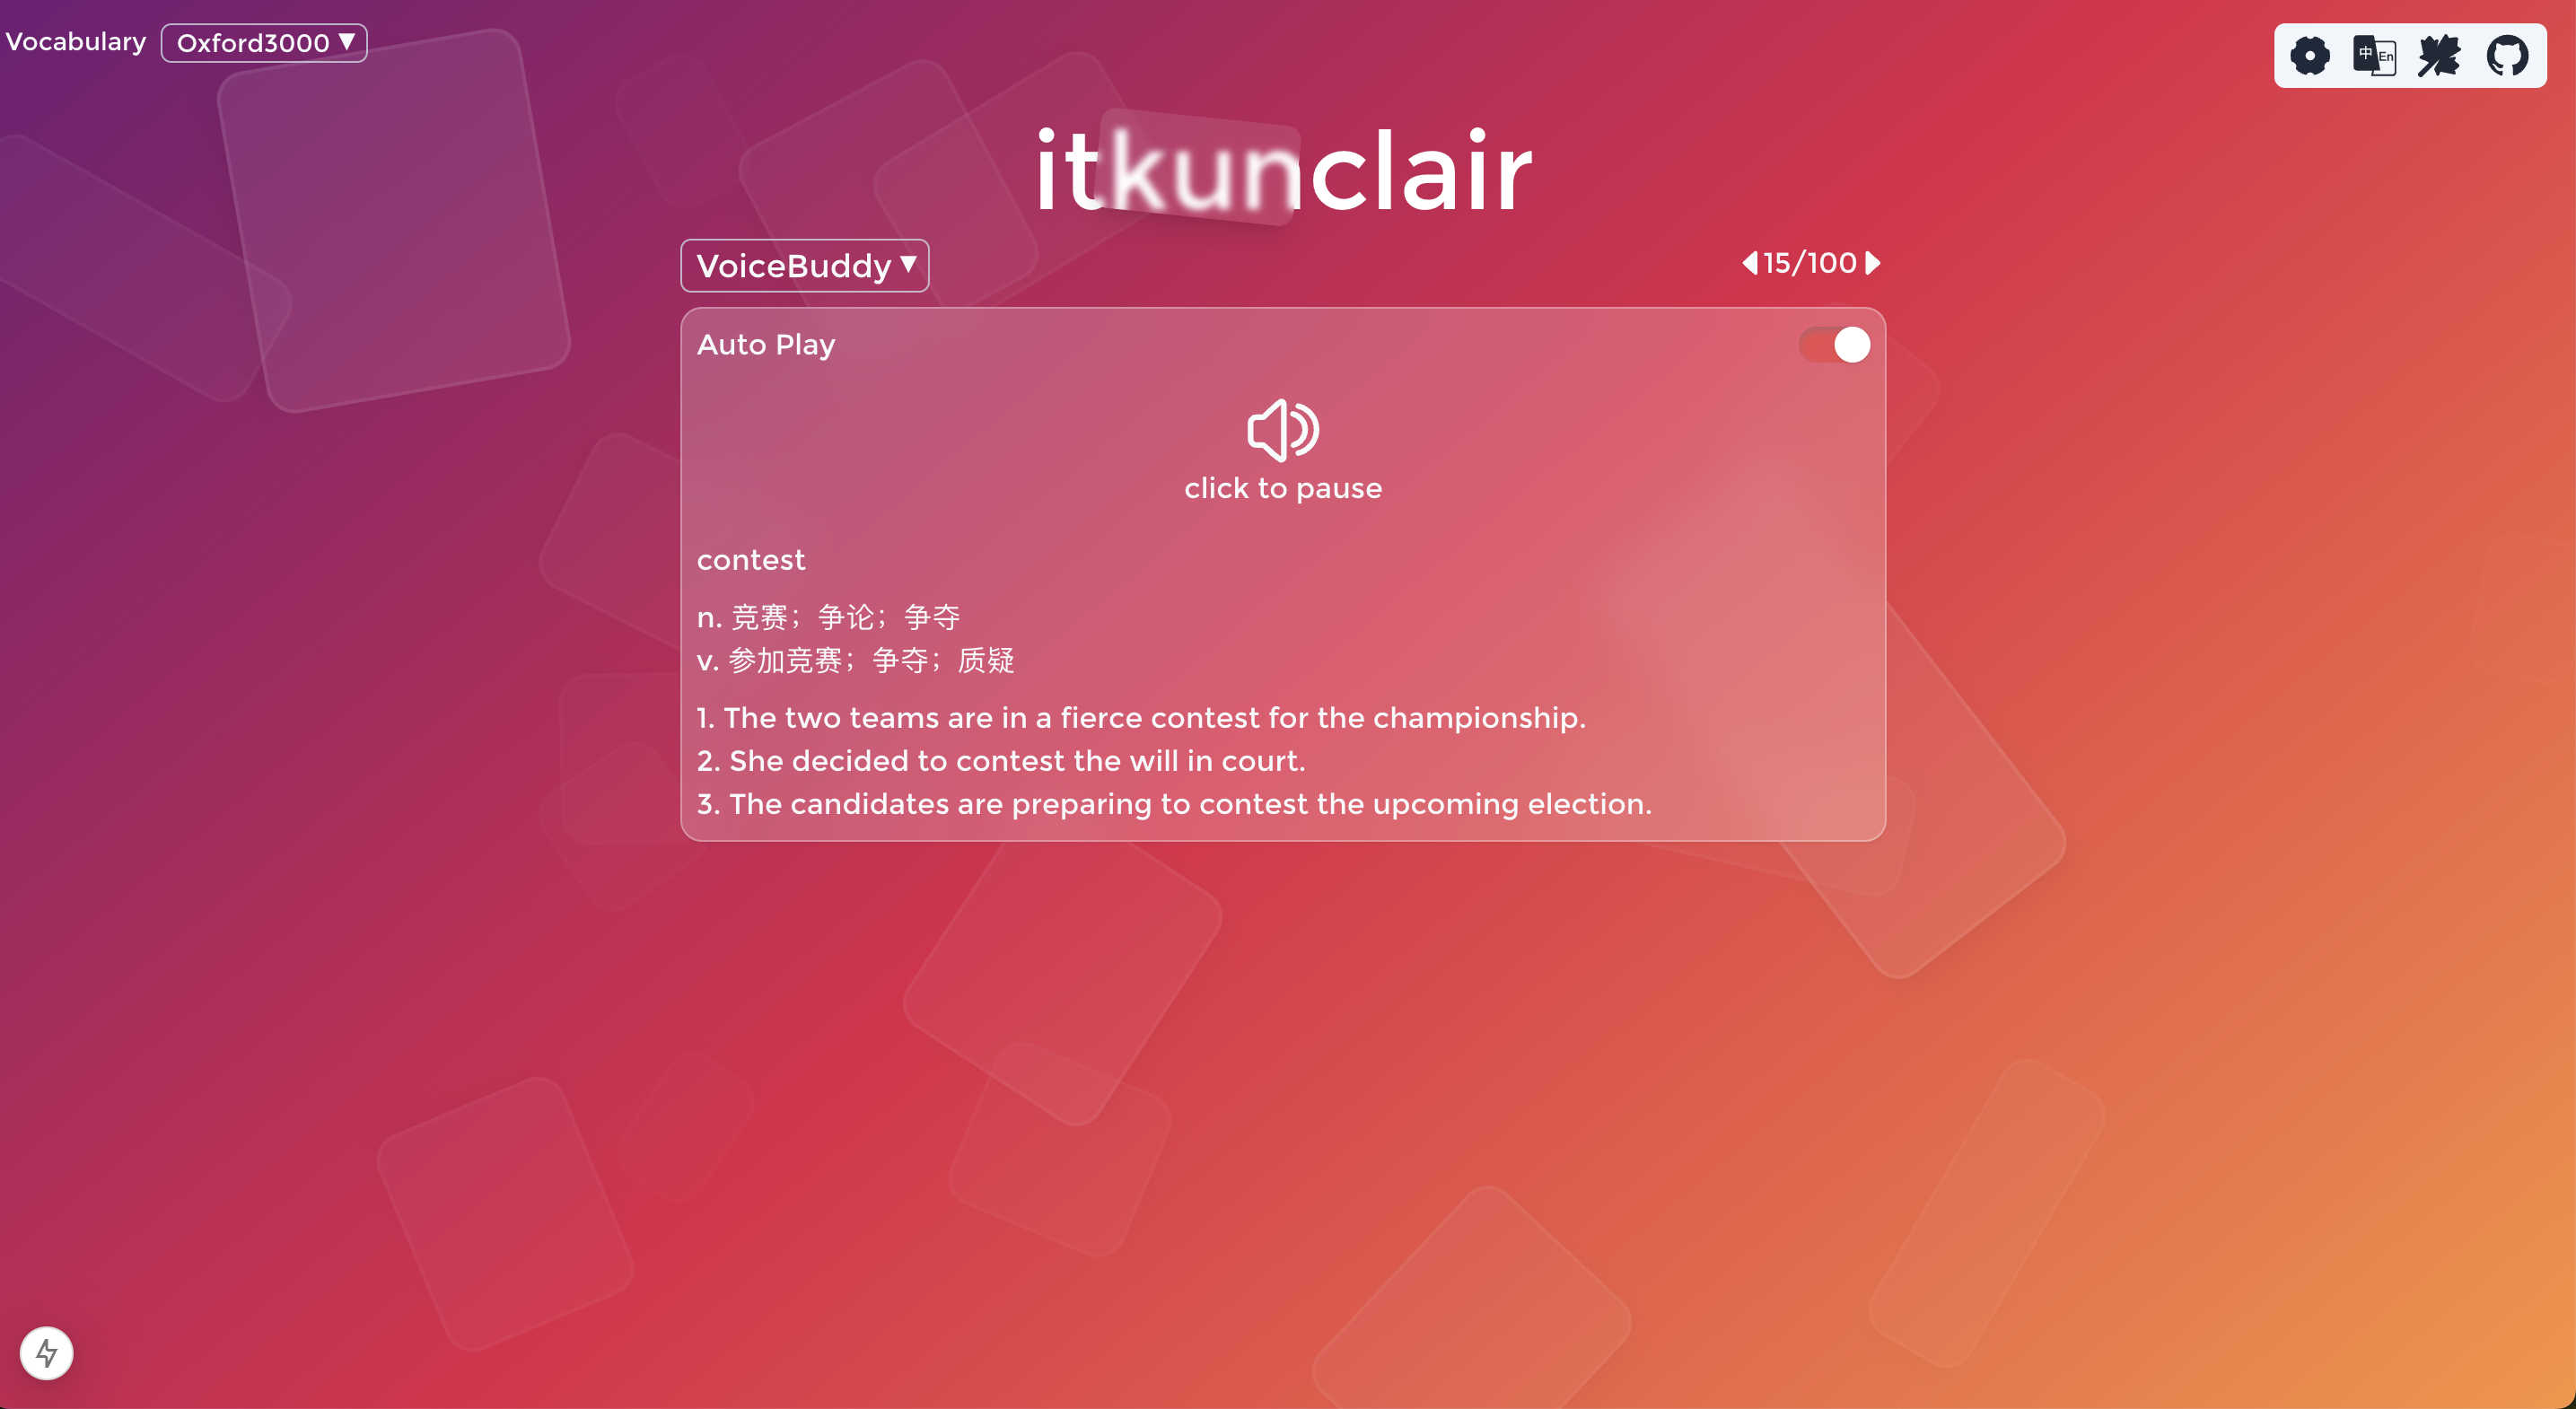 Vocabulary Oxford3000 ▼
中 En
itkunclair
VoiceBuddy ▼
15/100
Auto Play
click to pause
contest
n. 竞赛；争论；争夺
v. 参加竞赛；争夺；质疑
1. The two teams are in a fierce contest for the championship.
2. She decided to contest the will in court.
3. The candidates are preparing to contest the upcoming election.